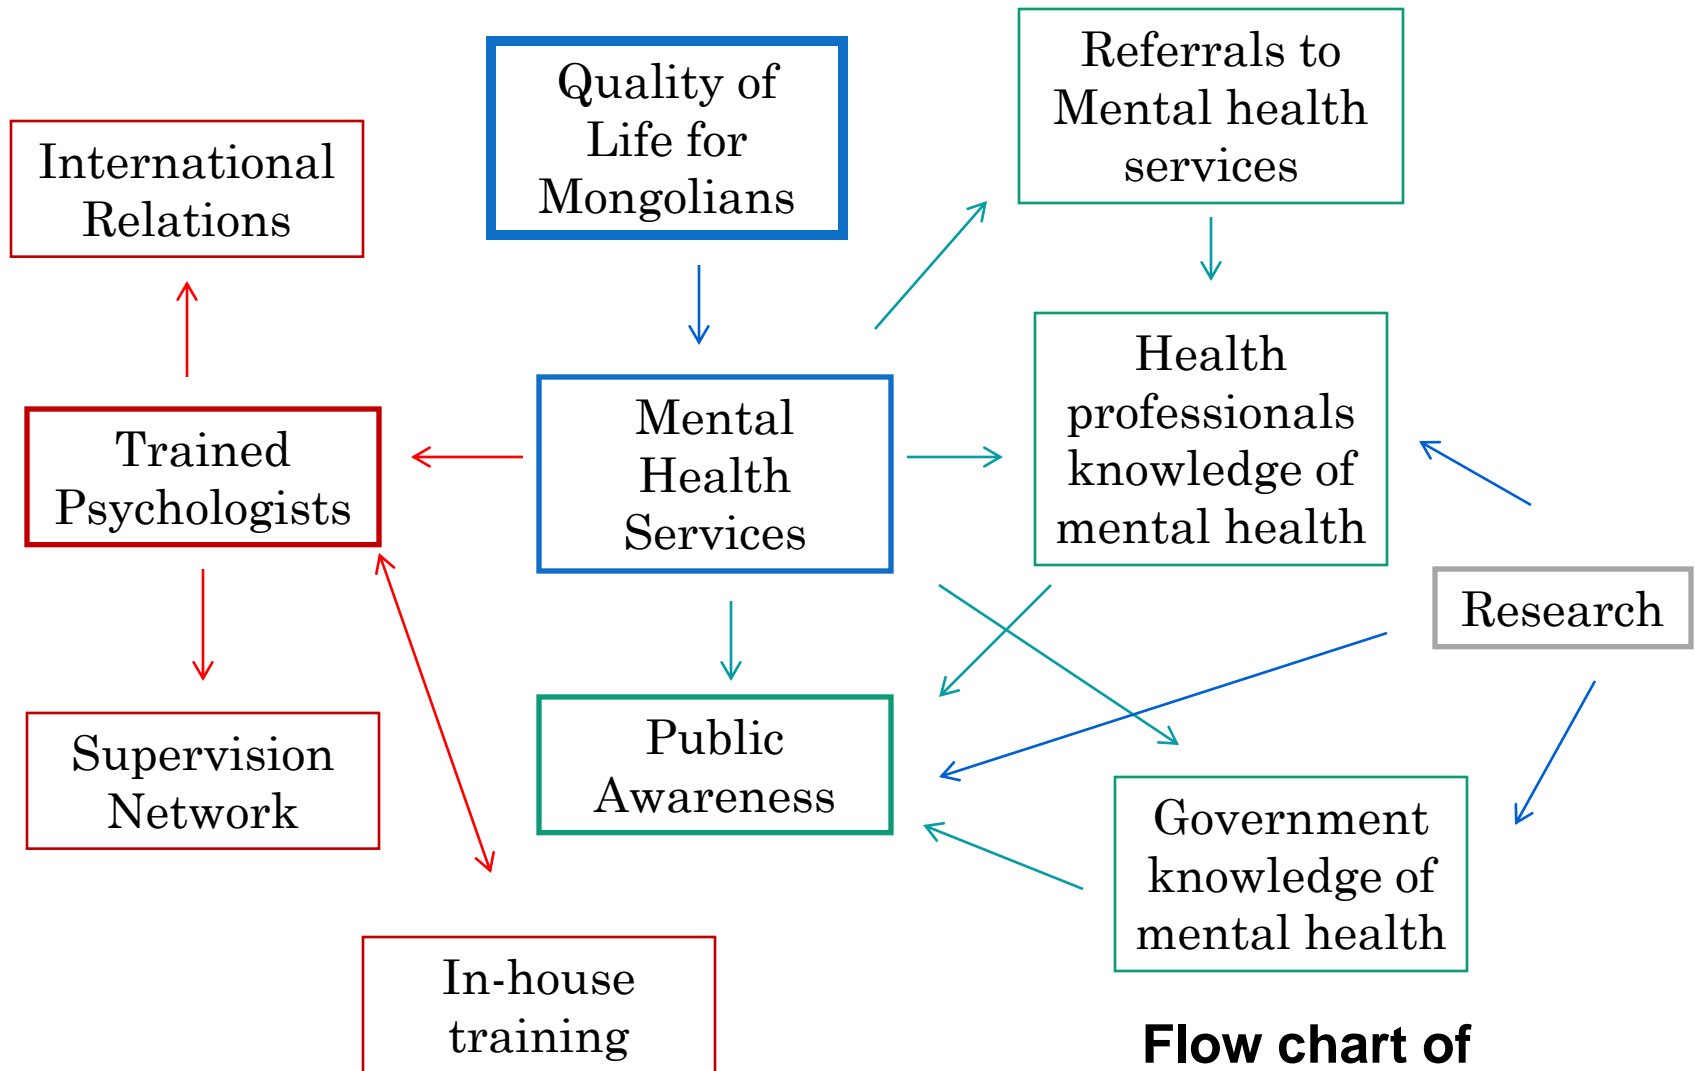 Quality of
Life for
Mongolians
Referrals to
Mental health
services
International
Relations
Mental
Health
Services
Health
professionals
knowledge of
mental health
Trained
Psychologists
Research
Supervision
Network
Public
Awareness
Government
knowledge of
mental health
In-house
training
Flow chart of